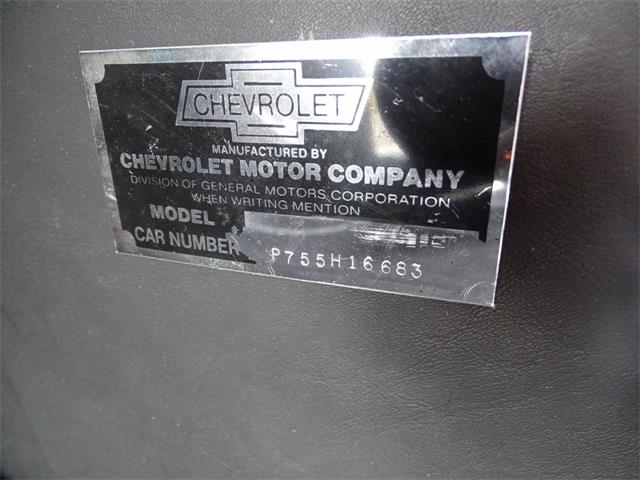 CHEVROLET
MANUFACTURED BY
CHEVROLET MOTOR COMPANY
DIVISION OF GENERAL MOTORS CORPORATION
WHEN WRITING MENTION
MODEL
CAR NUMBER P755H16683